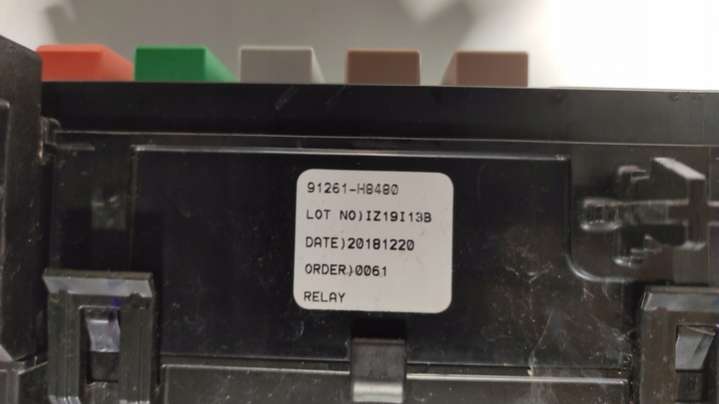 91261-H8480
LOT NO)IZ19I13B
DATE)20181220
ORDER)0061
RELAY